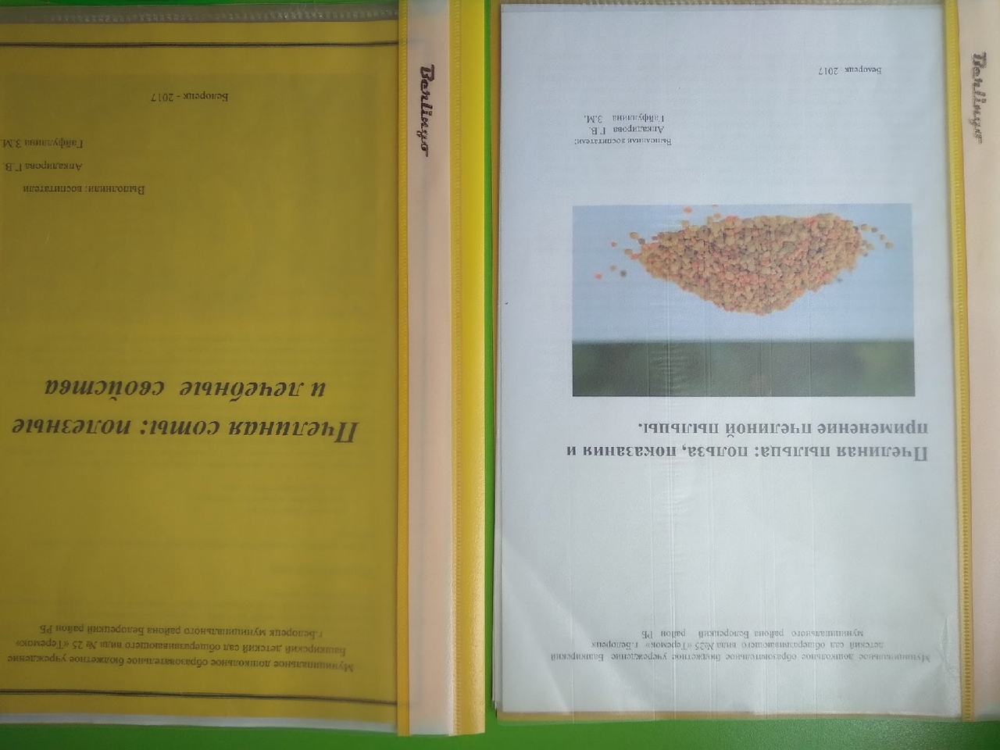 Муниципальное дошкольное образовательное бюджетное учреждение
Башкирский детский сад общеразвивающего вида № 25 «Теремок»
г.Белорецк муниципального района Белорецкий район РБ
Пчелиная соты: полезные
и лечебные свойства
Выполнили: воспитатели
Апкадирова Г.В.
Гайфуллина З.М.
Белорецк - 2017
Berlingo
Муниципальное дошкольное образовательное бюджетное учреждение Башкирский
детский сад общеразвивающего вида №25 «Теремок» г.Белорецк
муниципального района Белорецкий район РБ
Пчелиная пыльца: польза, показания и
применение пчелиной пыльцы.
воспитатели:
Апкадирова Г.В.
Гайфуллина З.М.
Белорецк 2017
Berlingo